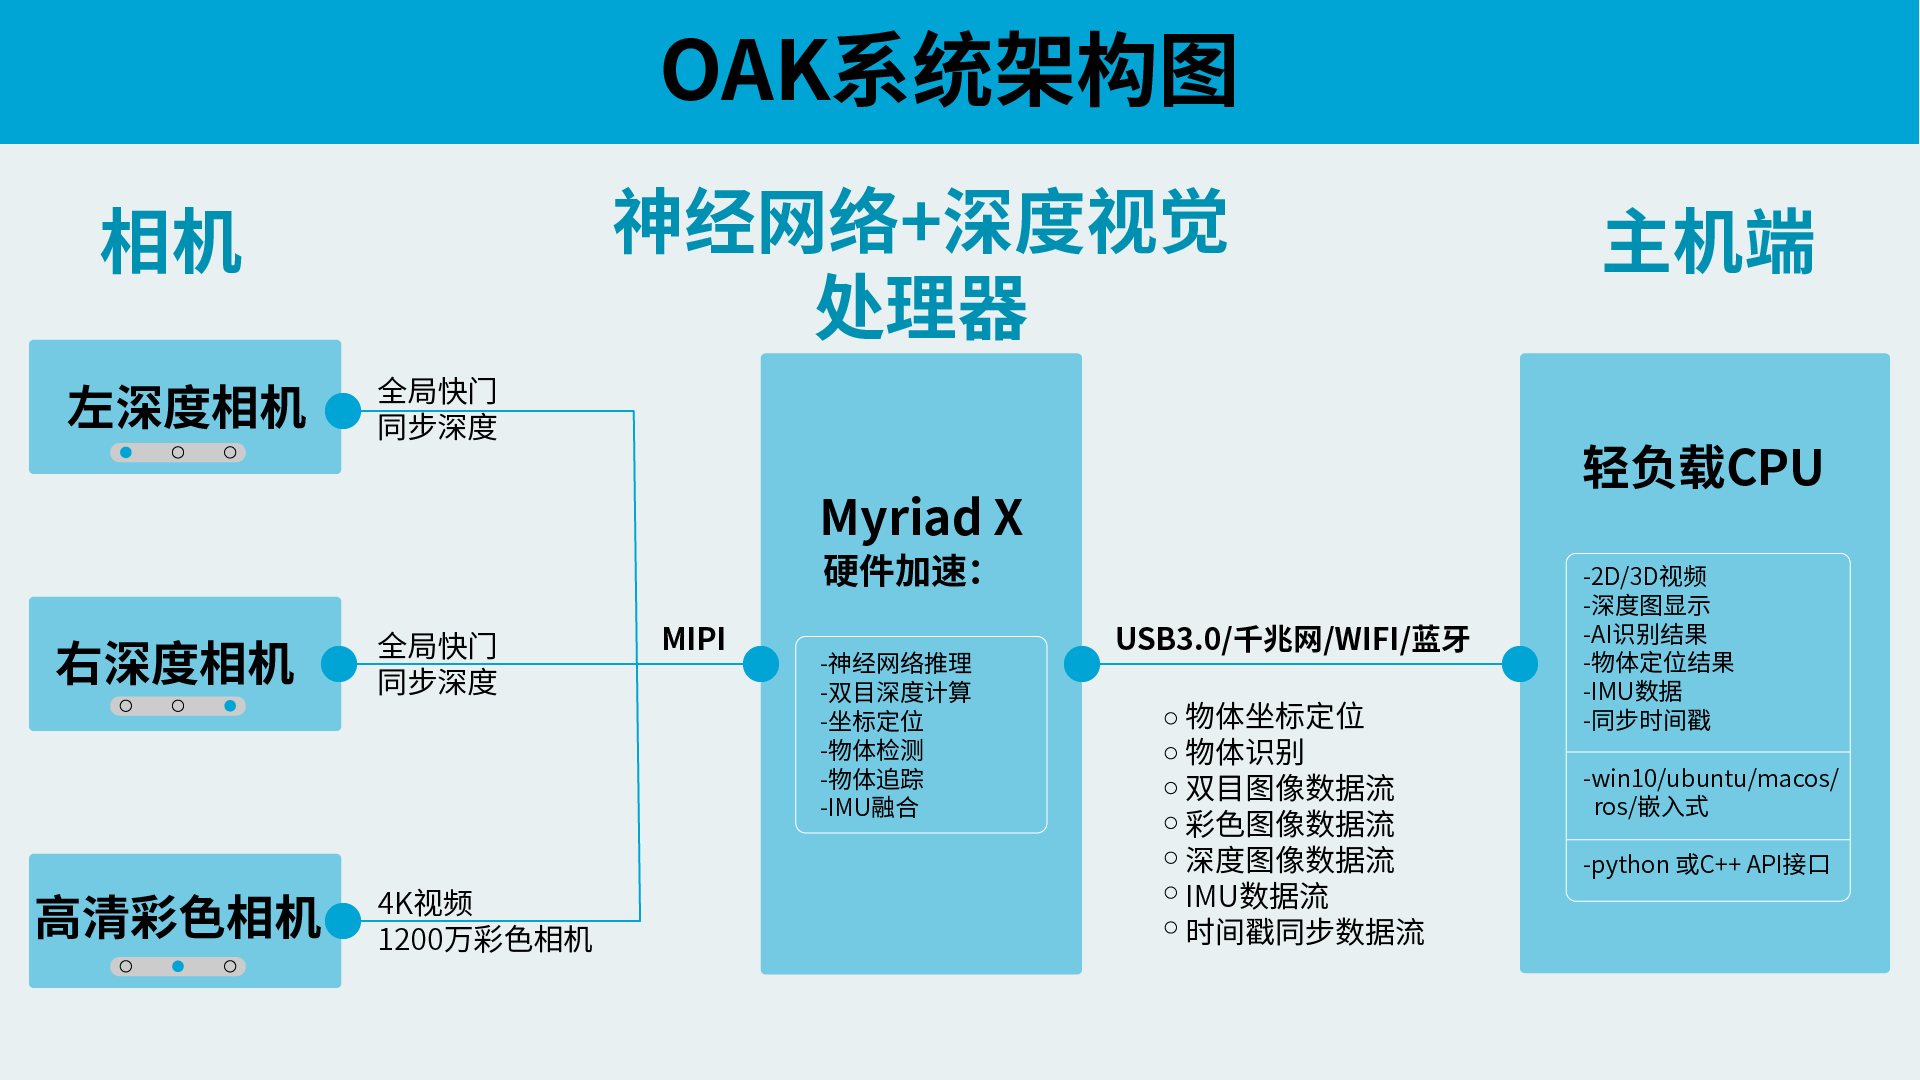 OAK系统架构图
相机
神经网络+深度视觉
处理器
主机端
左深度相机
全局快门
同步深度
右深度相机
全局快门
同步深度
高清彩色相机
4K视频
1200万彩色相机
MIPI
Myriad X
硬件加速：
-神经网络推理
-双目深度计算
-坐标定位
-物体检测
-物体追踪
-IMU融合
USB3.0/千兆网/WIFI/蓝牙
物体坐标定位
物体识别
双目图像数据流
彩色图像数据流
深度图像数据流
IMU数据流
时间戳同步数据流
轻负载CPU
-2D/3D视频
-深度图显示
-AI识别结果
-物体定位结果
-IMU数据
-同步时间戳
-win10/ubuntu/macos/
ros/嵌入式
-python 或C++ API接口